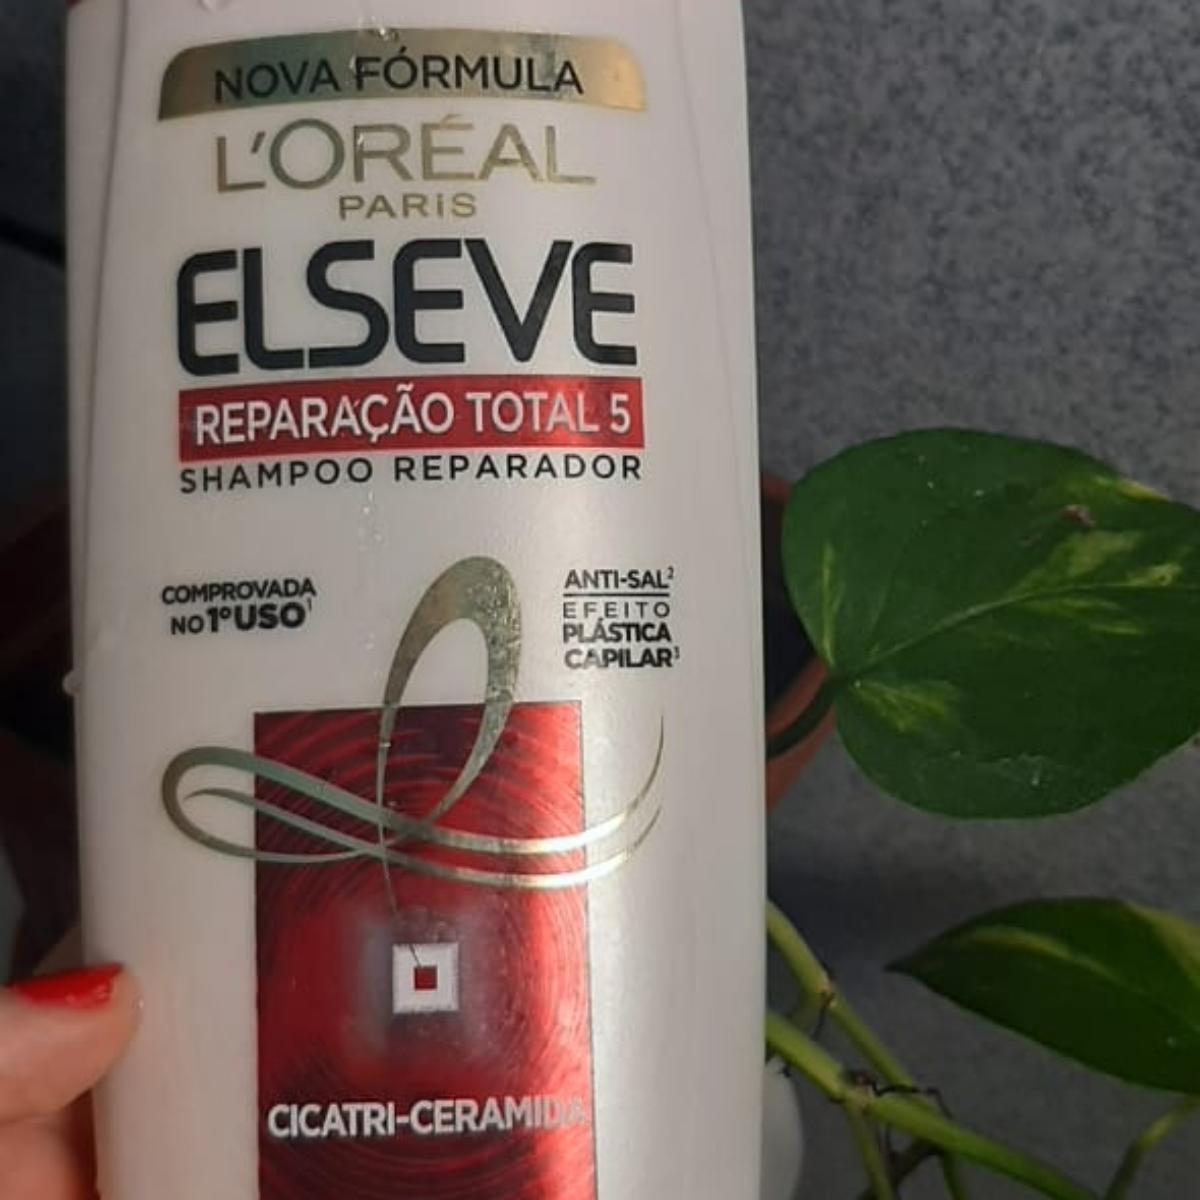 NOVA FÓRMULA
L'ORÉAL
PARIS
ELSEVE
REPARAÇÃO TOTAL 5
SHAMPOO REPARADOR
COMPROVADA
NO 1º USO¹
ANTI-SAL²
EFEITO
PLÁSTICA
CAPILAR³
CICATRI-CERAMIDA